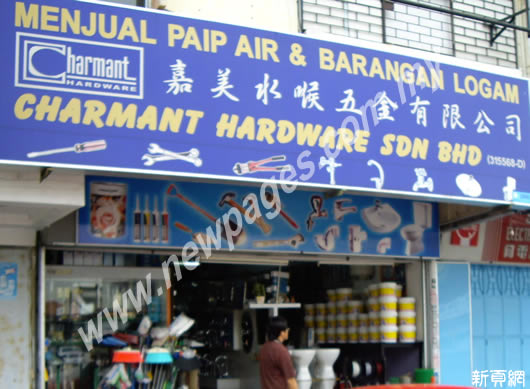 MENJUAL PAIP AIR & BARANGAN LOGAM
Charmant
HARDWARE
嘉美水喉五金有限公司
CHARMANT HARDWARE SDN BHD (315568-D)
www.newpages.com.my
新頁網